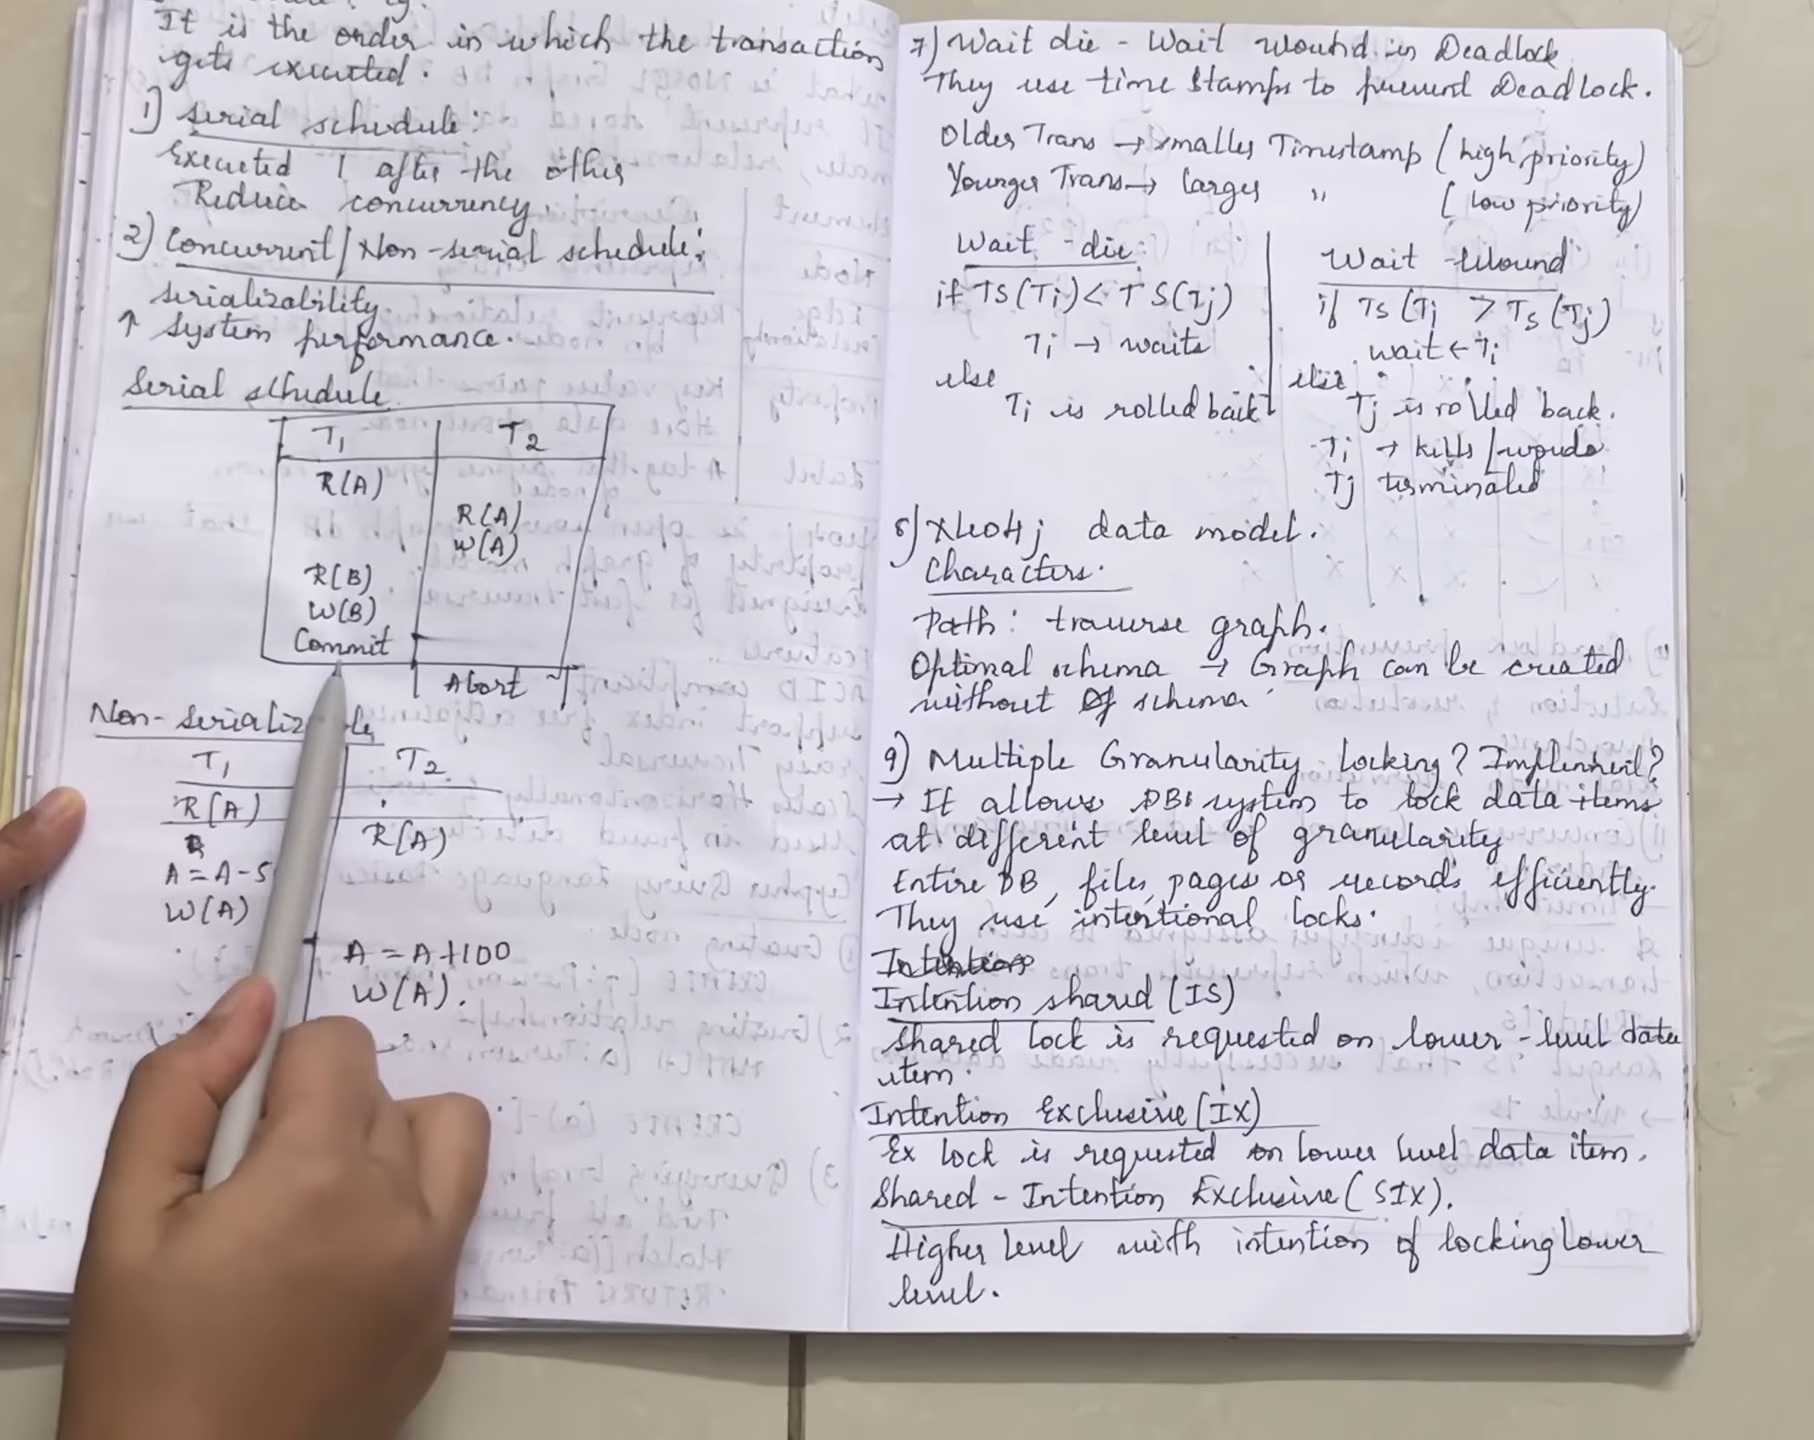 It is the order in which the transaction
gets executed.
1) Serial schedule:
Executed 1 after the other
Reduce concurrency.
2) Concurrent/Non-serial schedule:
serializability
↑ system performance.
Serial schedule
T1 T2
R(A)
R(A)
W(A)
R(B)
W(B)
Commit
Abort
Non-
T1 T2
R(A)
R(A)
A = A-5
W(A)
A = A+100
W(A).
7) Wait die - Wait Wound in Deadlock
They use time stamps to prevent Deadlock.
Older Trans → smaller Timestamp (high priority)
Younger Trans → larger " (low priority)
Wait - die:
if TS(Ti) < TS(Tj)
Ti → waits
else
Ti is rolled back
Wait - Wound
if TS(Ti > TS(Tj)
wait ← Ti
else
Tj is rolled back.
Ti → kills/
Tj terminated
8) data model.
Characters.
Path: traverse graph.
Optimal schema → Graph can be created
without schema
9) Multiple Granularity locking? Implement?
→ It allows system to lock data items
at different level of granularity
Entire DB, files, pages or records efficiently.
They use intentional locks.
Intention shared (IS)
Shared lock is requested on lower-level data
item.
Intention Exclusive (IX)
Ex lock is requested on lower level data item.
Shared - Intention Exclusive (SIX).
Higher level with intention of locking lower
level.